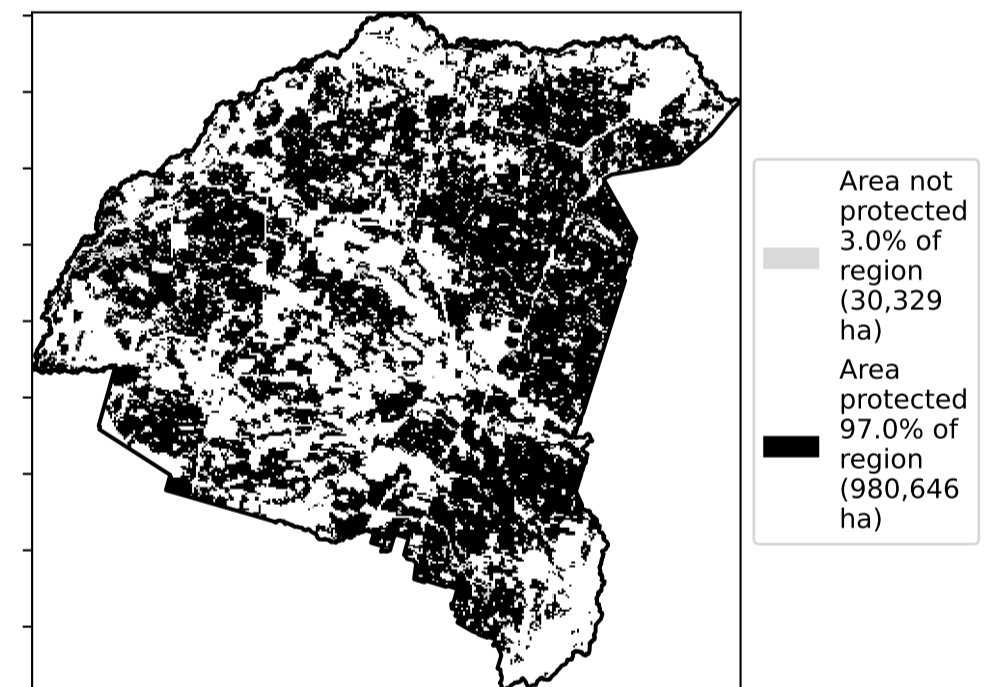 Area not
protected
3.0% of
region
(30,329
ha)
Area
protected
97.0% of
region
(980,646
ha)